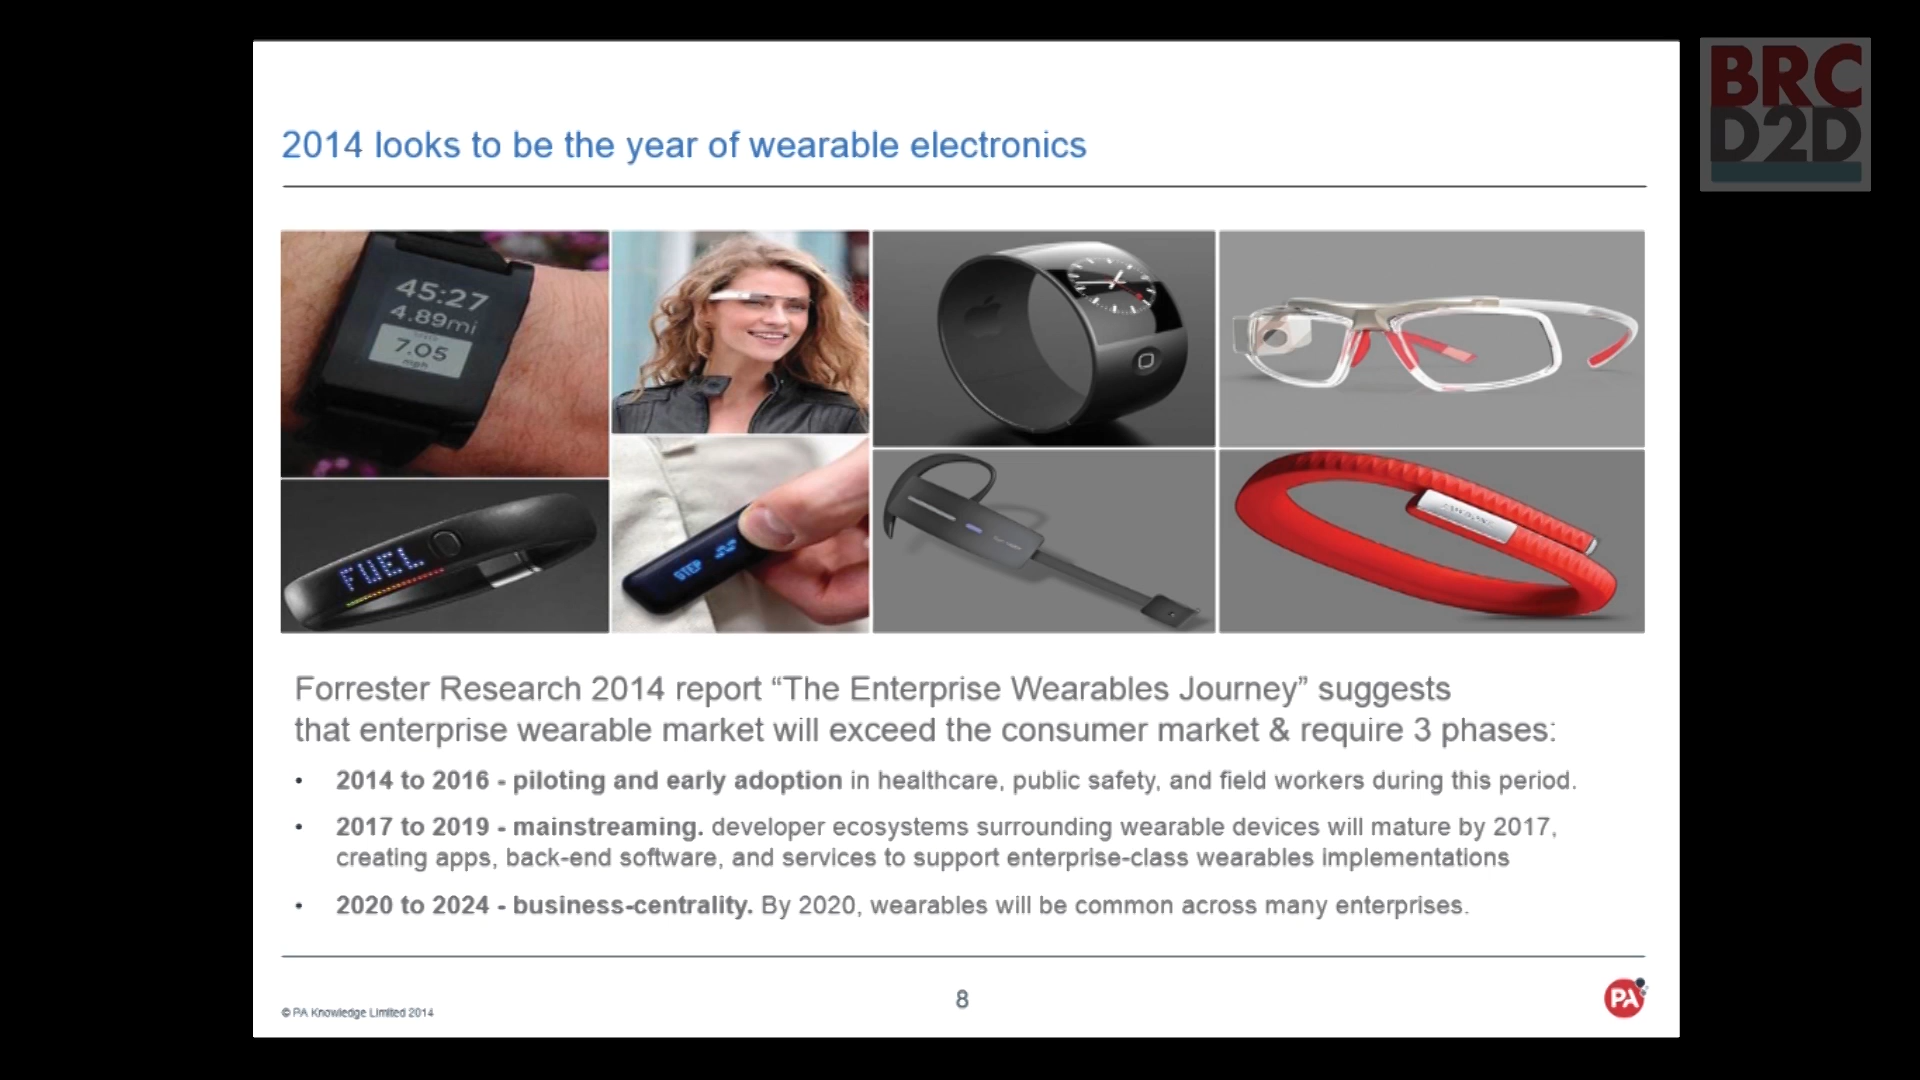 BRC
D2D
2014 looks to be the year of wearable electronics
45:27
4.89mi
7.05
mph
FUEL
STEP
Forrester Research 2014 report “The Enterprise Wearables Journey” suggests
that enterprise wearable market will exceed the consumer market & require 3 phases:
• 2014 to 2016 - piloting and early adoption in healthcare, public safety, and field workers during this period.
• 2017 to 2019 - mainstreaming. developer ecosystems surrounding wearable devices will mature by 2017,
creating apps, back-end software, and services to support enterprise-class wearables implementations
• 2020 to 2024 - business-centrality. By 2020, wearables will be common across many enterprises.
8
© PA Knowledge Limited 2014
PA